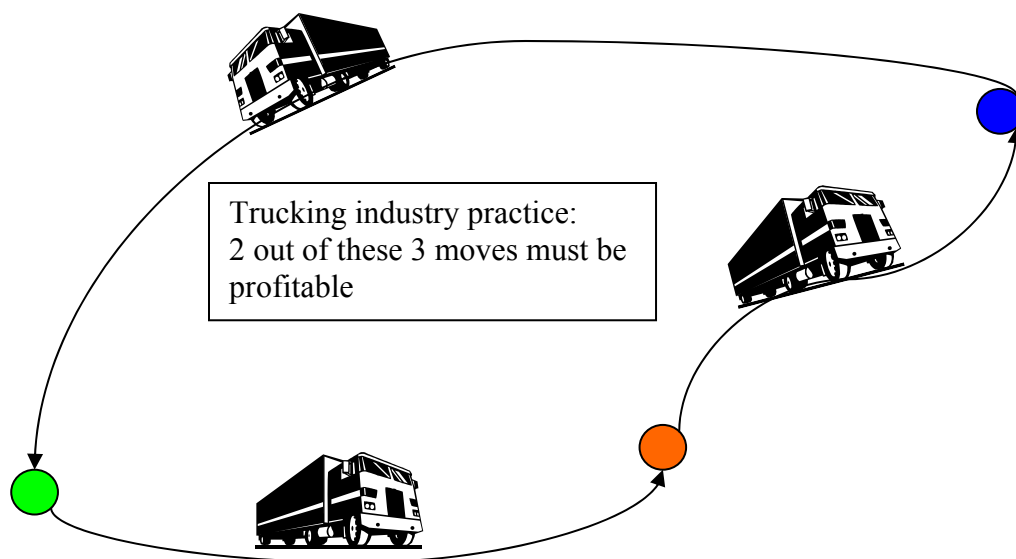 Trucking industry practice:
2 out of these 3 moves must be
profitable